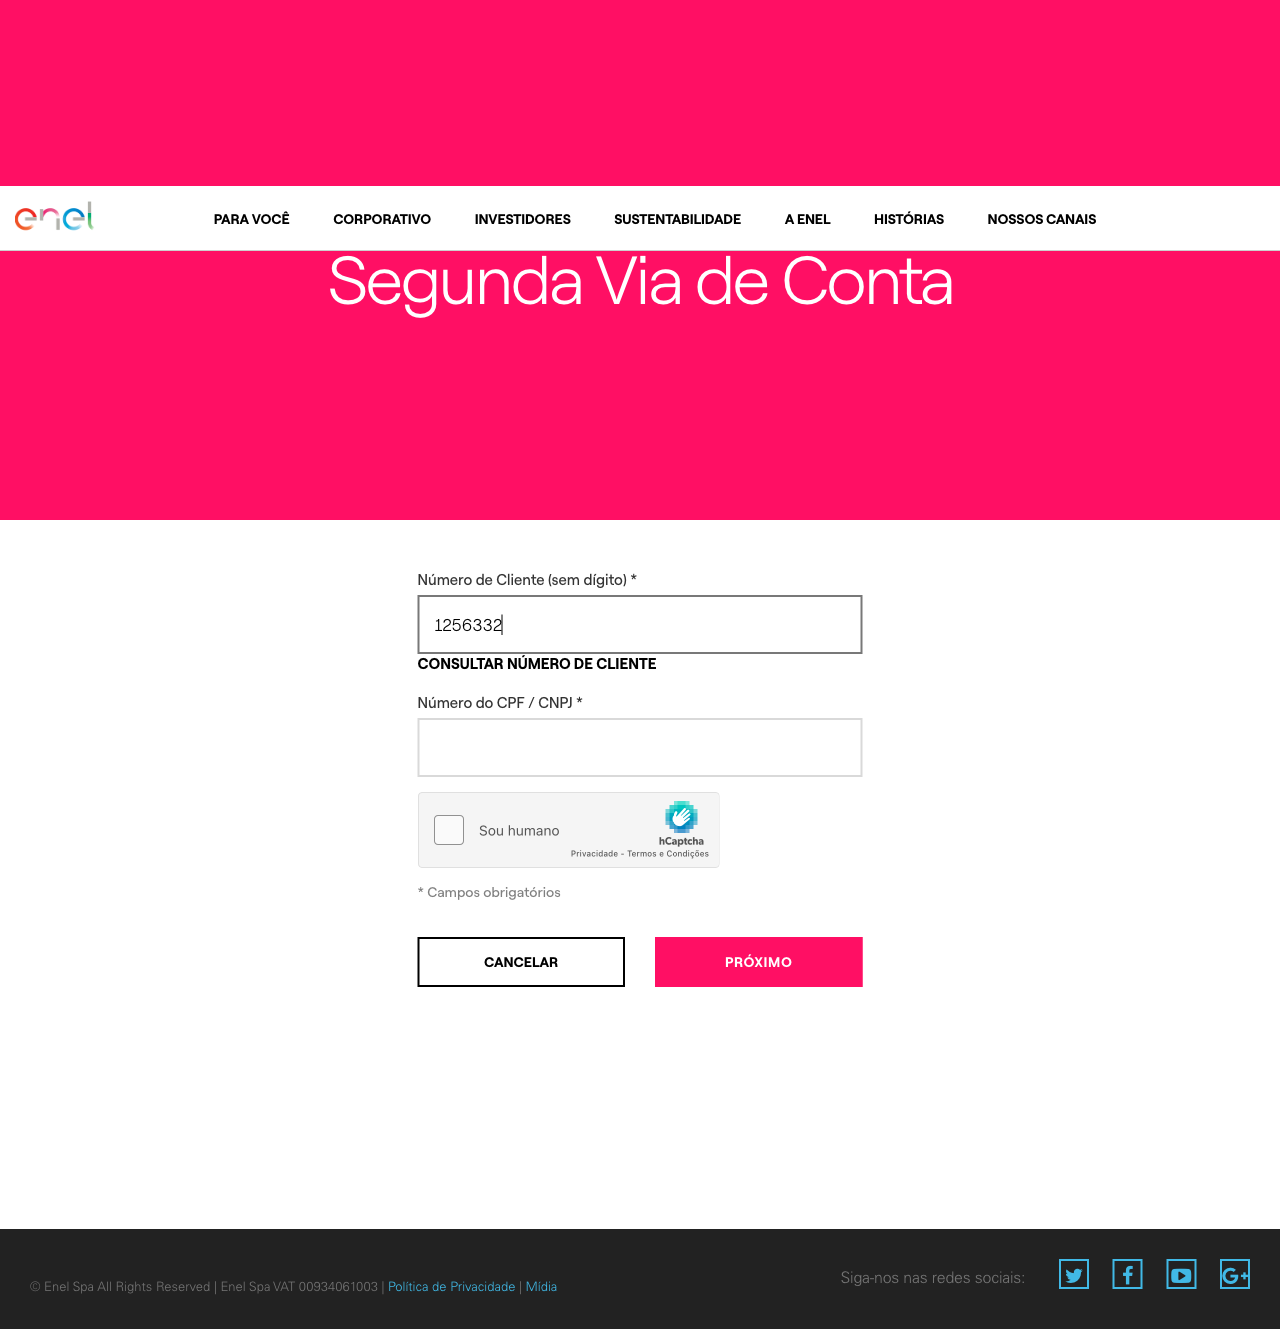 enel
PARA VOCÊ
CORPORATIVO
INVESTIDORES
SUSTENTABILIDADE
A ENEL
HISTÓRIAS
NOSSOS CANAIS
Segunda Via de Conta
Número de Cliente (sem dígito) *
1256332
CONSULTAR NÚMERO DE CLIENTE
Número do CPF / CNPJ *
Sou humano
hCaptcha
Privacidade - Termos e Condições
* Campos obrigatórios
CANCELAR
PRÓXIMO
© Enel Spa All Rights Reserved | Enel Spa VAT 00934061003 | Política de Privacidade | Mídia
Siga-nos nas redes sociais: